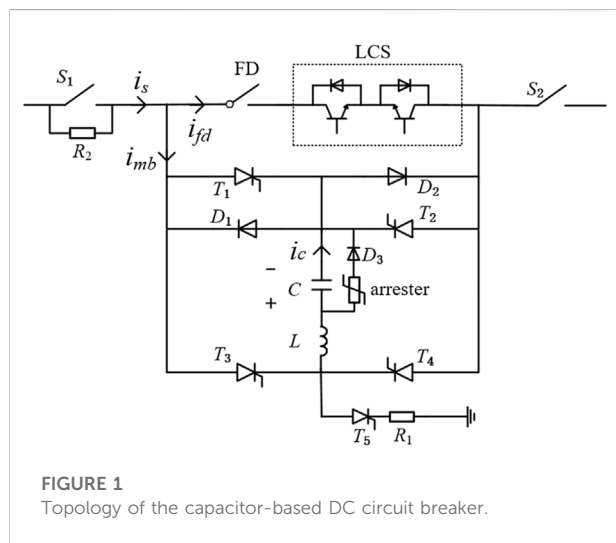 LCS
S₁
i_s
FD
S₂
R₂
i_fd
i_mb
T₁
D₂
D₁
T₂
i_c
D₃
−
C
arrester
+
L
T₃
T₄
T₅
R₁
FIGURE 1
Topology of the capacitor-based DC circuit breaker.